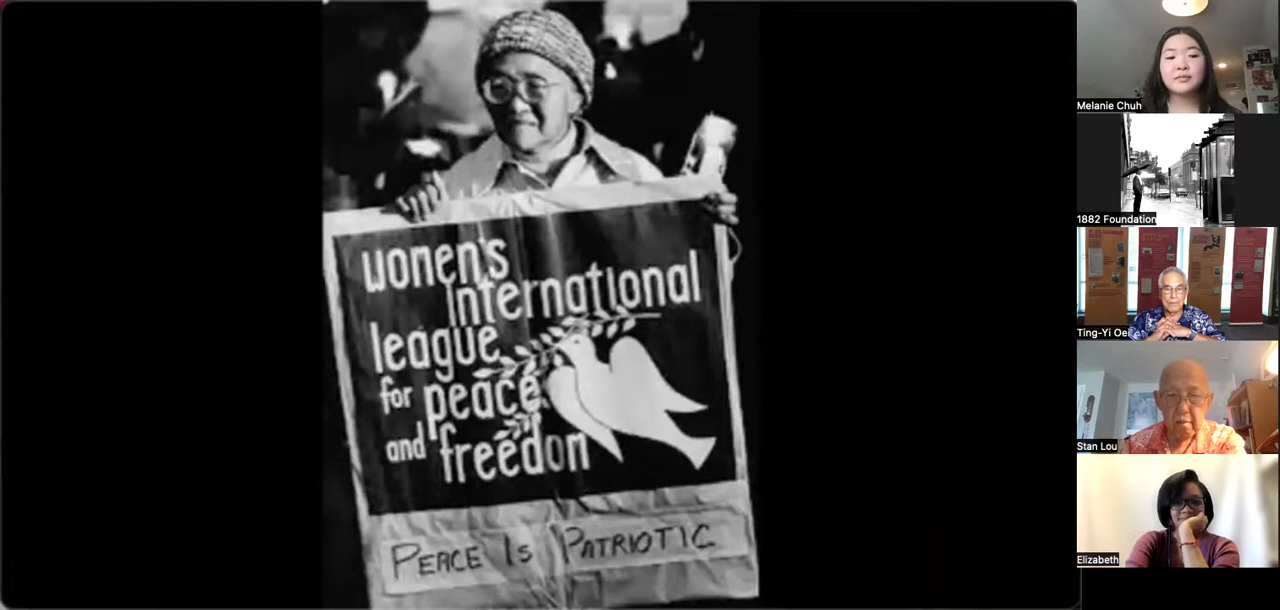 women's
international
league
for peace
and freedom
PEACE IS PATRIOTIC
Melanie Chuh
1882 Foundation
Ting-Yi Oei
Stan Lou
Elizabeth